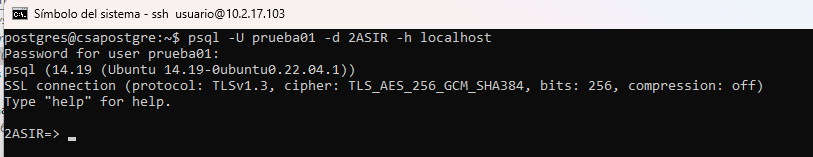 Símbolo del sistema - ssh usuario@10.2.17.103
postgres@csapostgre:~$ psql -U prueba01 -d 2ASIR -h localhost
Password for user prueba01:
psql (14.19 (Ubuntu 14.19-0ubuntu0.22.04.1))
SSL connection (protocol: TLSv1.3, cipher: TLS_AES_256_GCM_SHA384, bits: 256, compression: off)
Type "help" for help.
2ASIR=> _